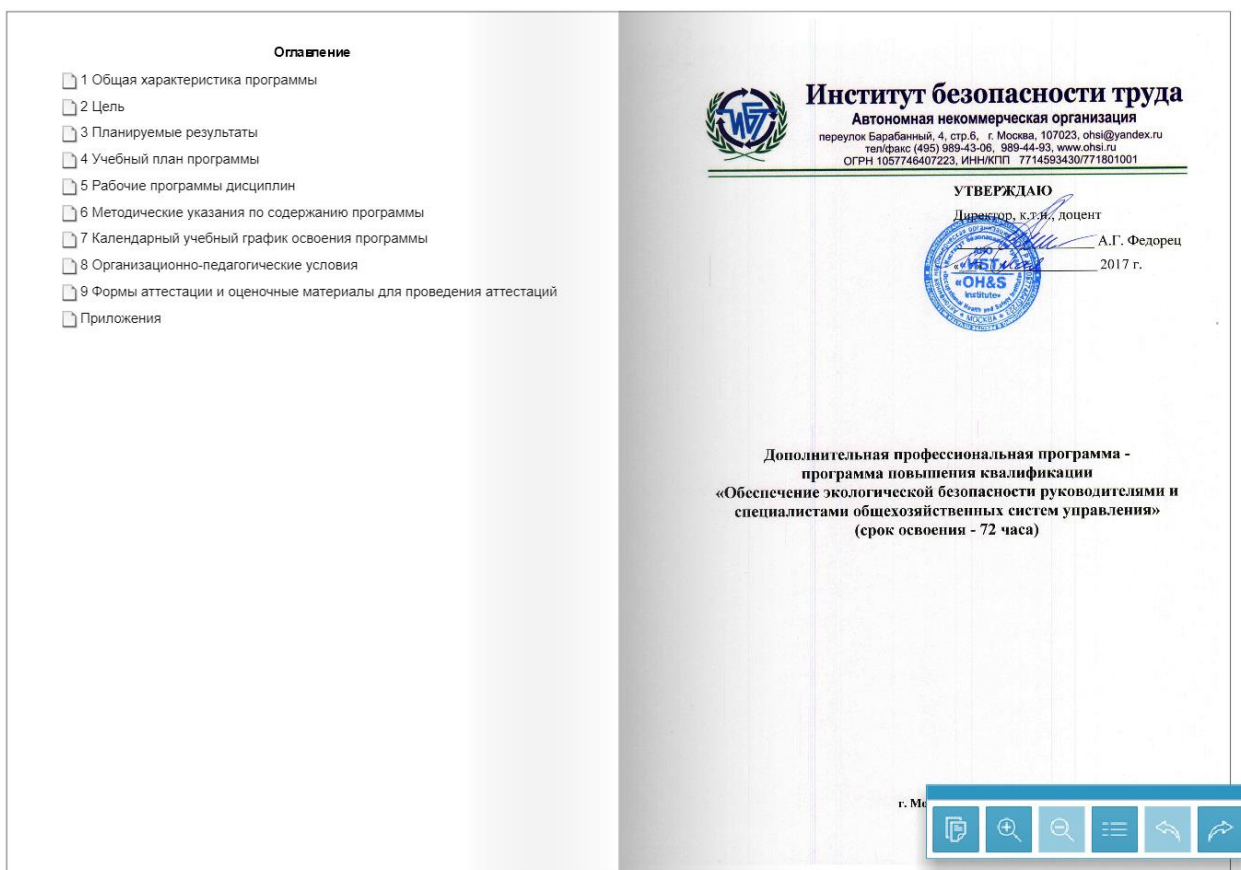 Оглавление
1 Общая характеристика программы
2 Цель
3 Планируемые результаты
4 Учебный план программы
5 Рабочие программы дисциплин
6 Методические указания по содержанию программы
7 Календарный учебный график освоения программы
8 Организационно-педагогические условия
9 Формы аттестации и оценочные материалы для проведения аттестаций
Приложения
ИБТ
Институт безопасности труда
Автономная некоммерческая организация
переулок Барабанный, 4, стр.6, г. Москва, 107023, ohsi@yandex.ru
тел/факс (495) 989-43-06, 989-44-93, www.ohsi.ru
ОГРН 1057746407223, ИНН/КПП 7714593430/771801001
УТВЕРЖДАЮ
Директор, к.т.н., доцент
А.Г. Федорец
2017 г.
АНО
«ИБТ»
«OH&S
Institute»
МОСКВА
Дополнительная профессиональная программа -
программа повышения квалификации
«Обеспечение экологической безопасности руководителями и
специалистами общехозяйственных систем управления»
(срок освоения - 72 часа)
г. Мо